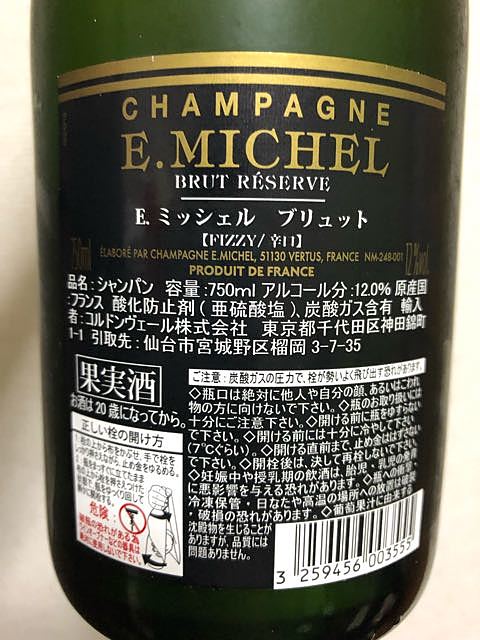 CHAMPAGNE
E.MICHEL
BRUT RÉSERVE
E. ミッシェル ブリュット
【FIZZY/辛口】
750ml
ÉLABORÉ PAR CHAMPAGNE E.MICHEL, 51130 VERTUS, FRANCE NM-248-001
12%vol.
PRODUIT DE FRANCE
品名:シャンパン 容量:750ml アルコール分:12.0% 原産国
:フランス 酸化防止剤(亜硫酸塩)、炭酸ガス含有 輸入
者:コルドンヴェール株式会社 東京都千代田区神田錦町
1-1 引取先:仙台市宮城野区榴岡3-7-35
果実酒
お酒は20歳になってから。
ご注意:炭酸ガスの圧力で、栓が勢いよく飛び出す恐れがあります。
◇瓶口は絶対に他人や自分の顔、あるいはこわれ
物の方に向けないで下さい。◇瓶のお取り扱いには
十分にご注意下さい。◇開ける前に瓶をゆすらない
で下さい。◇開ける前には十分に冷やして下さい
(7℃ぐらい)。◇開ける直前まで、止め金ははずさない
で下さい。◇開栓後は、決して再栓しないで下さい。
◇妊娠中や授乳期の飲酒は、胎児・乳児の発育
に悪影響を与える恐れがあります。◇瓶への衝撃・
冷凍保管・日なたや高温の場所への放置は破裂
・破損の恐れがあります。◇葡萄果汁に由来する
沈殿物を生じることが
ありますが、品質には
問題ありません。
正しい栓の開け方
危険:
3 259456 003555